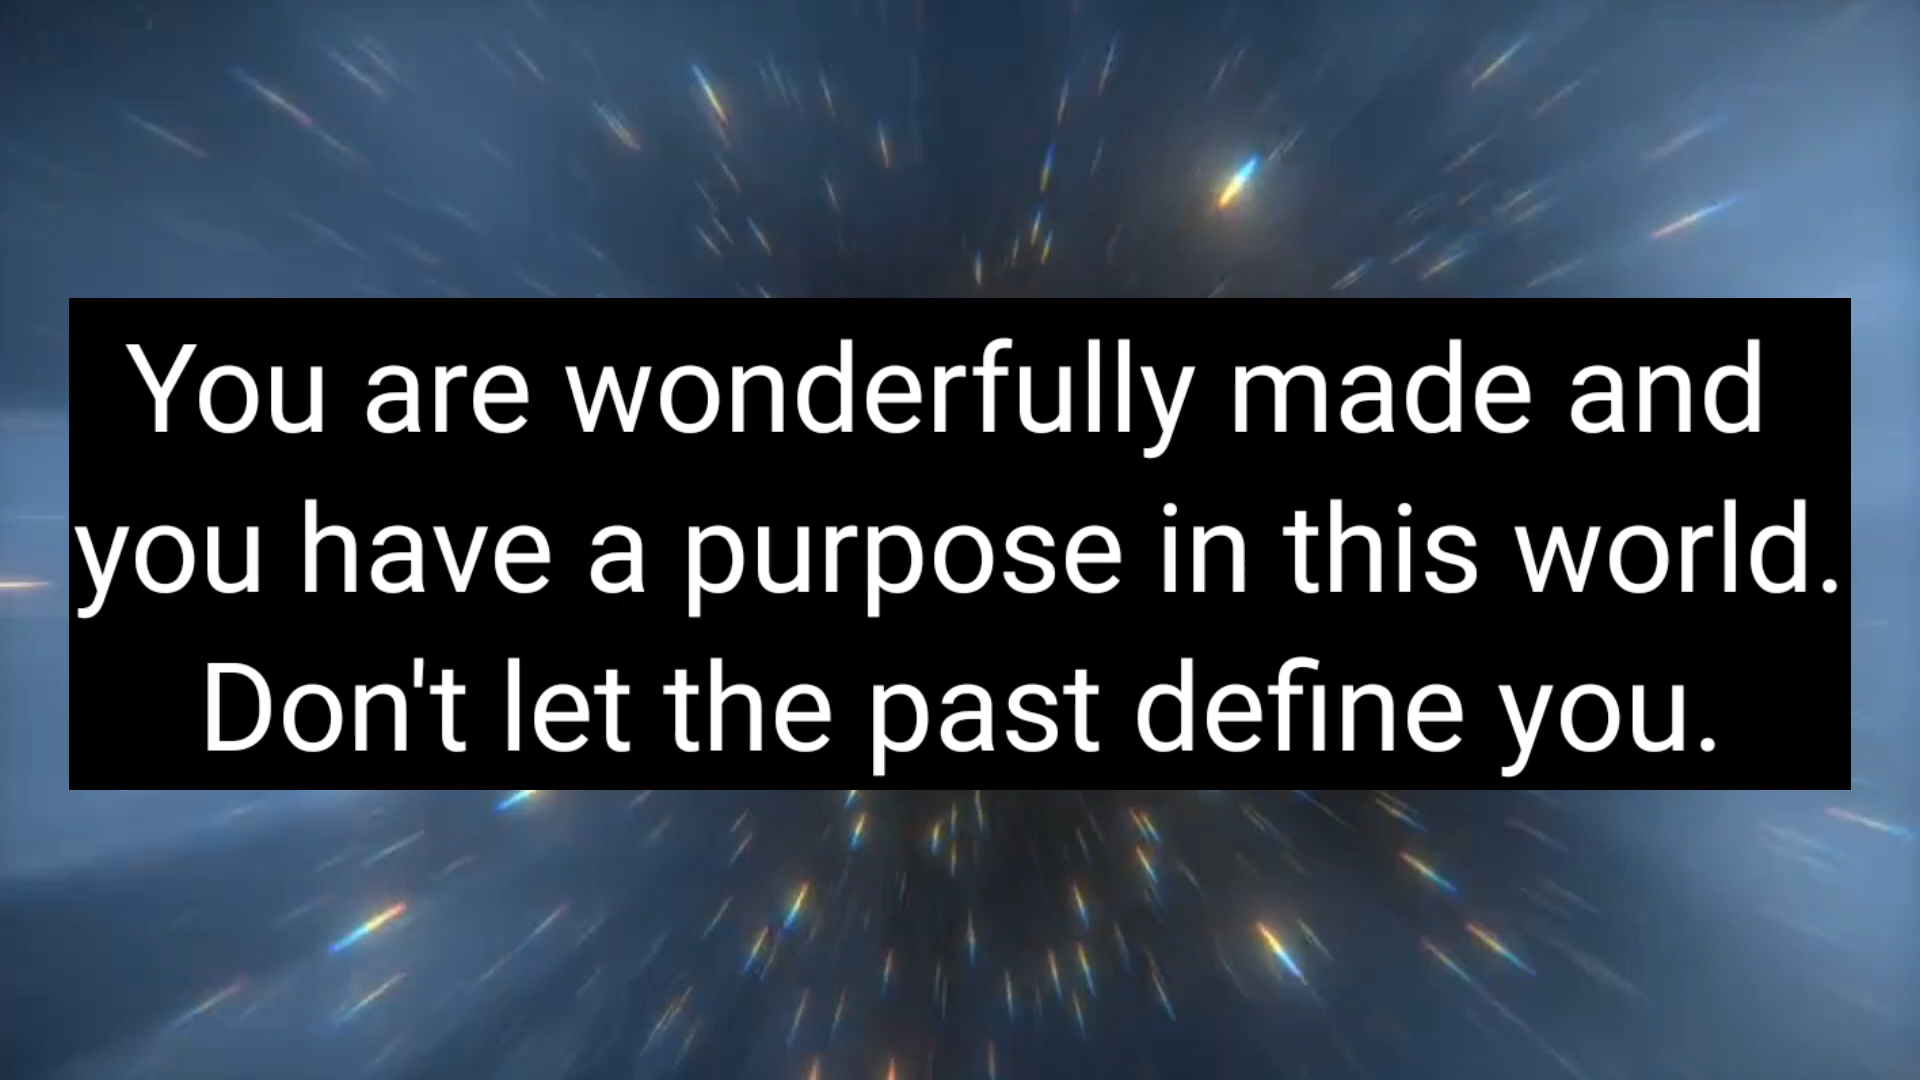 You are wonderfully made and
you have a purpose in this world.
Don't let the past define you.